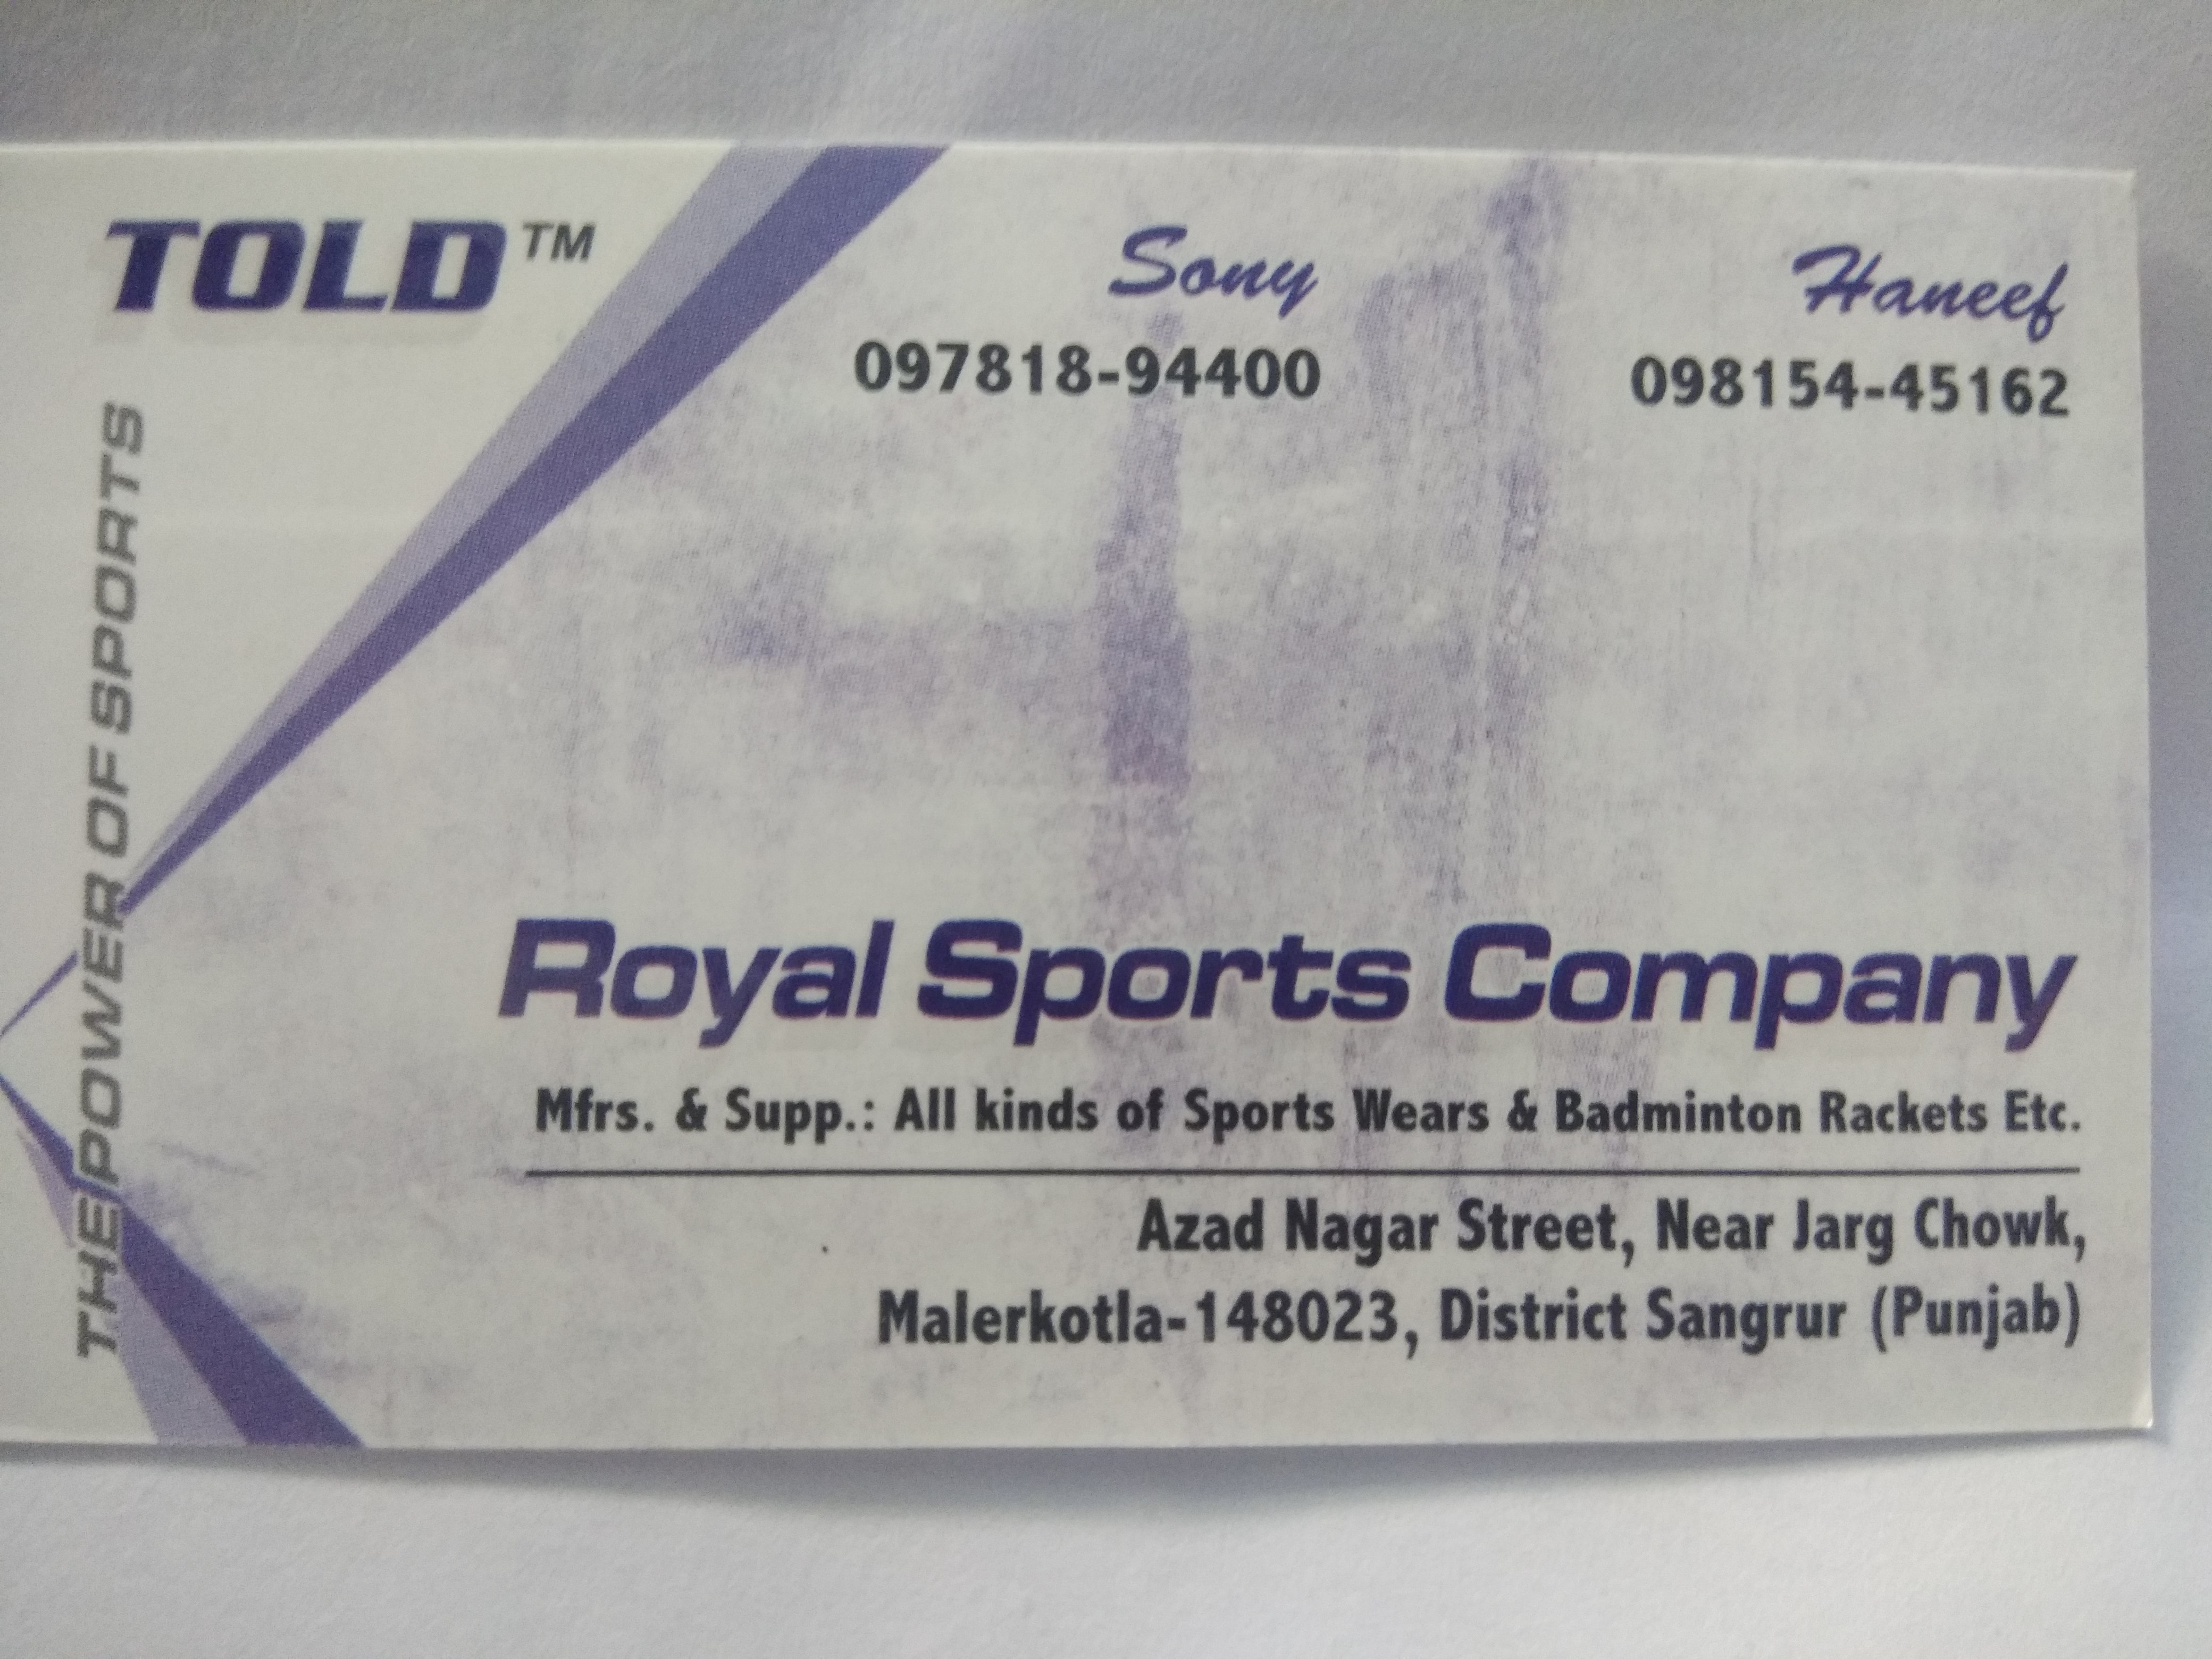 TOLD™
THE POWER OF SPORTS
Sony
097818-94400
Haneef
098154-45162
Royal Sports Company
Mfrs. & Supp.: All kinds of Sports Wears & Badminton Rackets Etc.
Azad Nagar Street, Near Jarg Chowk,
Malerkotla-148023, District Sangrur (Punjab)